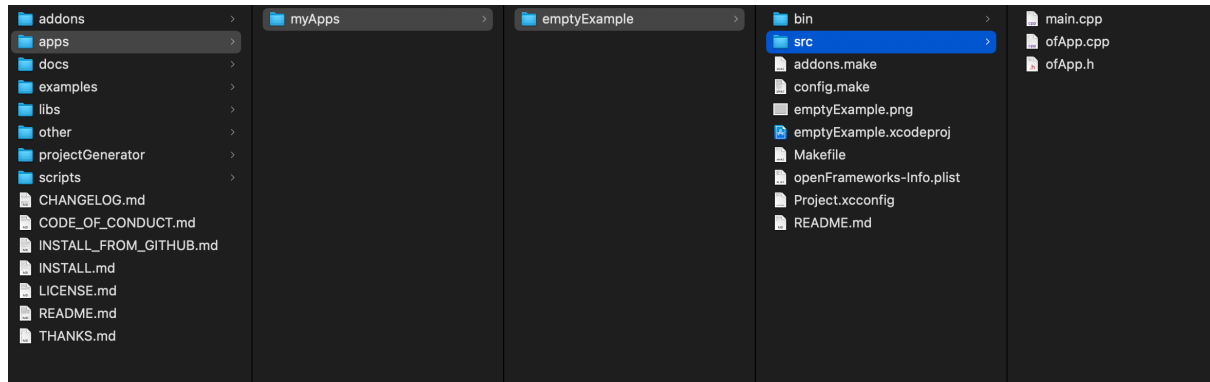 addons
apps
docs
examples
libs
other
projectGenerator
scripts
CHANGELOG.md
CODE_OF_CONDUCT.md
INSTALL_FROM_GITHUB.md
INSTALL.md
LICENSE.md
README.md
THANKS.md
myApps
emptyExample
bin
src
addons.make
config.make
emptyExample.png
emptyExample.xcodeproj
Makefile
openFrameworks-Info.plist
Project.xcconfig
README.md
main.cpp
ofApp.cpp
ofApp.h